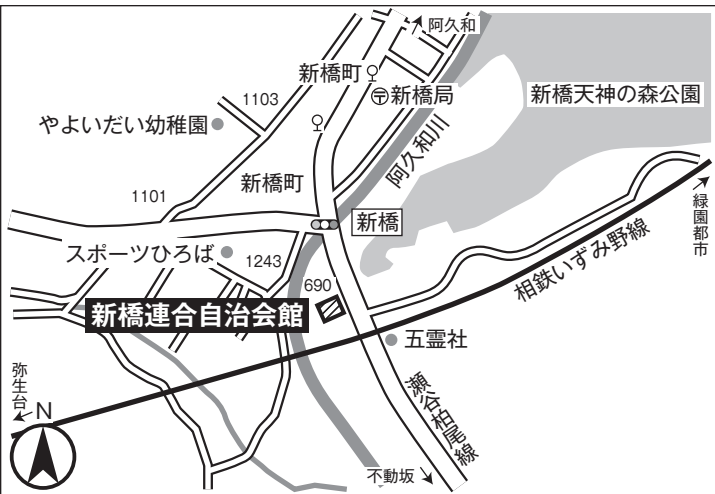 阿久和
新橋町
〒新橋局
新橋天神の森公園
1103
やよいだい幼稚園
阿久和川
新橋町
1101
新橋
緑園都市
スポーツひろば
1243
690
相鉄いずみ野線
新橋連合自治会館
五霊社
弥生台
瀬谷柏尾線
N
不動坂